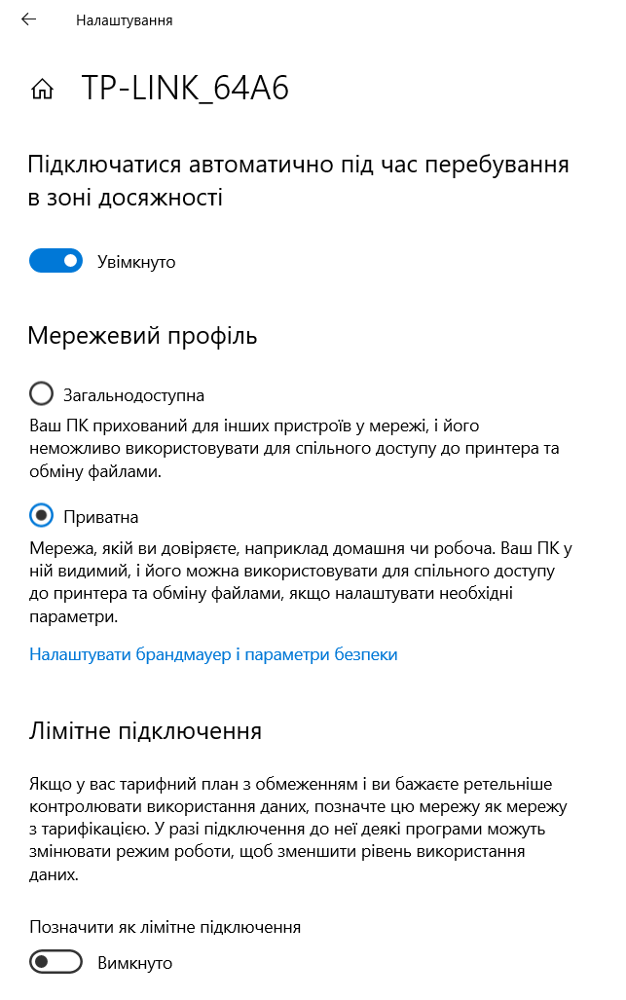 Налаштування
TP-LINK_64A6
Підключатися автоматично під час перебування
в зоні досяжності
Увімкнуто
Мережевий профіль
Загальнодоступна
Ваш ПК прихований для інших пристроїв у мережі, і його
неможливо використовувати для спільного доступу до принтера та
обміну файлами.
Приватна
Мережа, якій ви довіряєте, наприклад домашня чи робоча. Ваш ПК у
ній видимий, і його можна використовувати для спільного доступу
до принтера та обміну файлами, якщо налаштувати необхідні
параметри.
Налаштувати брандмауер і параметри безпеки
Лімітне підключення
Якщо у вас тарифний план з обмеженням і ви бажаєте ретельніше
контролювати використання даних, позначте цю мережу як мережу
з тарифікацією. У разі підключення до неї деякі програми можуть
змінювати режим роботи, щоб зменшити рівень використання
даних.
Позначити як лімітне підключення
Вимкнуто